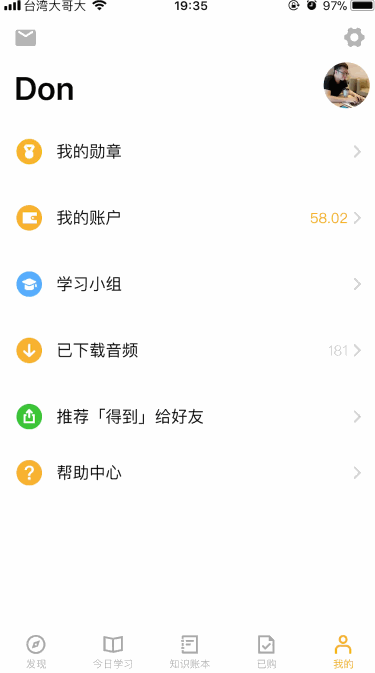 台湾大哥大 19:35 97%
Don
我的勋章
我的账户 58.02
学习小组
已下载音频 181
推荐「得到」给好友
帮助中心
发现 今日学习 知识账本 已购 我的